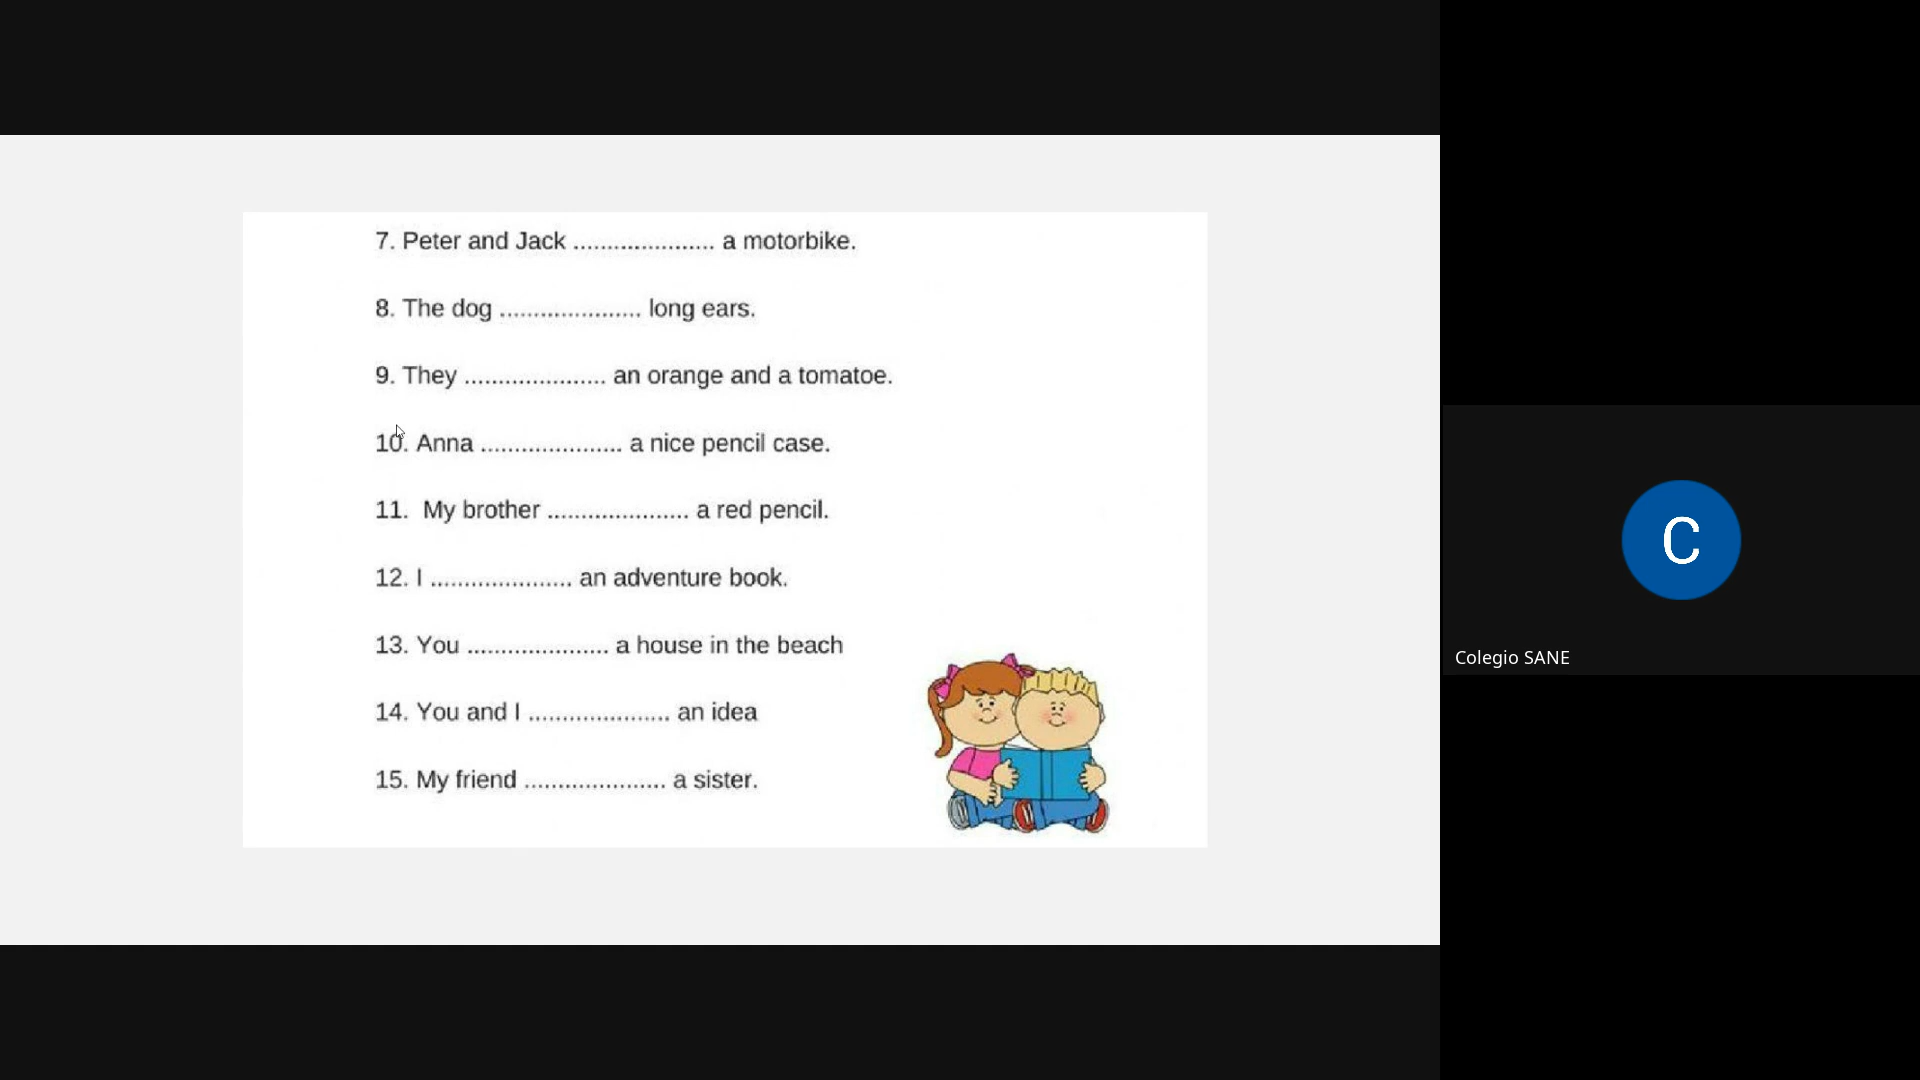 7. Peter and Jack ..................... a motorbike.
8. The dog ..................... long ears.
9. They ..................... an orange and a tomatoe.
10. Anna ..................... a nice pencil case.
11. My brother ..................... a red pencil.
12. I ..................... an adventure book.
13. You ..................... a house in the beach
14. You and I ..................... an idea
15. My friend ..................... a sister.
C
Colegio SANE